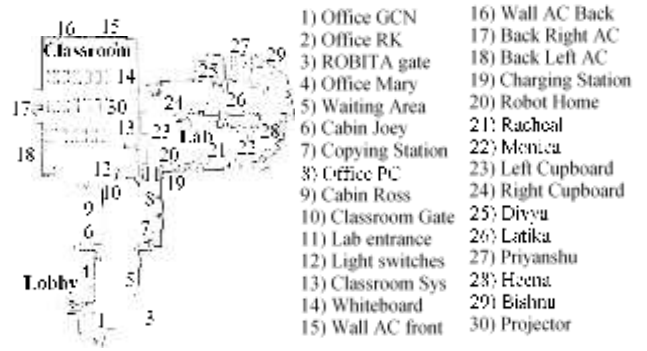 16 15
Classroom
14
17 30
13
18
12
10
11
9
8
6
7
4
Lobby
5
2
1
3
27
29
25
24
26
23
Lab
28
20
21
22
19
1) Office GCN
2) Office RK
3) ROBITA gate
4) Office Mary
5) Waiting Area
6) Cabin Joey
7) Copying Station
8) Office PC
9) Cabin Ross
10) Classroom Gate
11) Lab entrance
12) Light switches
13) Classroom Sys
14) Whiteboard
15) Wall AC front
16) Wall AC Back
17) Back Right AC
18) Back Left AC
19) Charging Station
20) Robot Home
21) Racheal
22) Monica
23) Left Cupboard
24) Right Cupboard
25) Divya
26) Latika
27) Priyanshu
28) Heena
29) Bishnu
30) Projector